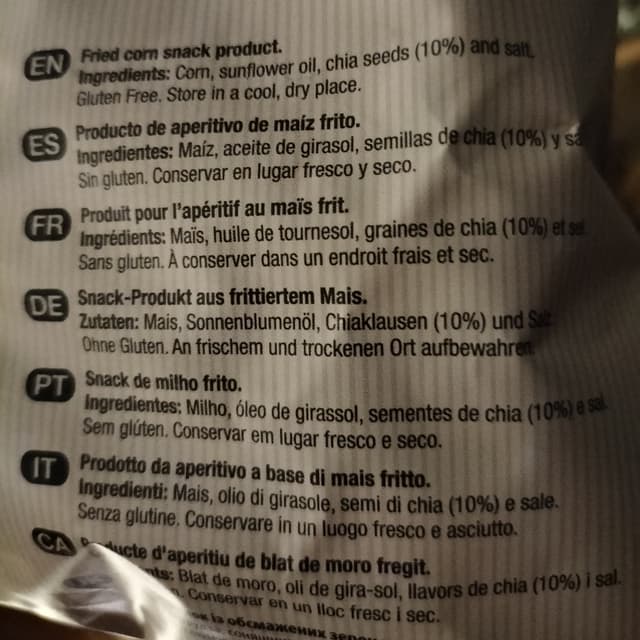 EN Fried corn snack product.
Ingredients: Corn, sunflower oil, chia seeds (10%) and salt.
Gluten Free. Store in a cool, dry place.
ES Producto de aperitivo de maíz frito.
Ingredientes: Maíz, aceite de girasol, semillas de chia (10%) y
Sin gluten. Conservar en lugar fresco y seco.
FR Produit pour l'apéritif au maïs frit.
Ingrédients: Maïs, huile de tournesol, graines de chia (10%) et sel.
Sans gluten. À conserver dans un endroit frais et sec.
DE Snack-Produkt aus frittiertem Mais.
Zutaten: Mais, Sonnenblumenöl, Chiaklausen (10%) und Salz.
Ohne Gluten. An frischem und trockenen Ort aufbewahren.
PT Snack de milho frito.
Ingredientes: Milho, óleo de girassol, sementes de chia (10%) e sal.
Sem glúten. Conservar em lugar fresco e seco.
IT Prodotto da aperitivo a base di mais fritto.
Ingredienti: Mais, olio di girasole, semi di chia (10%) e sale.
Senza glutine. Conservare in un luogo fresco e asciutto.
CA d'aperitiu de blat de moro fregit.
Blat de moro, oli de gira-sol, llavors de chia (10%) i sal.
Conservar en un lloc fresc i sec.
із обсмажених